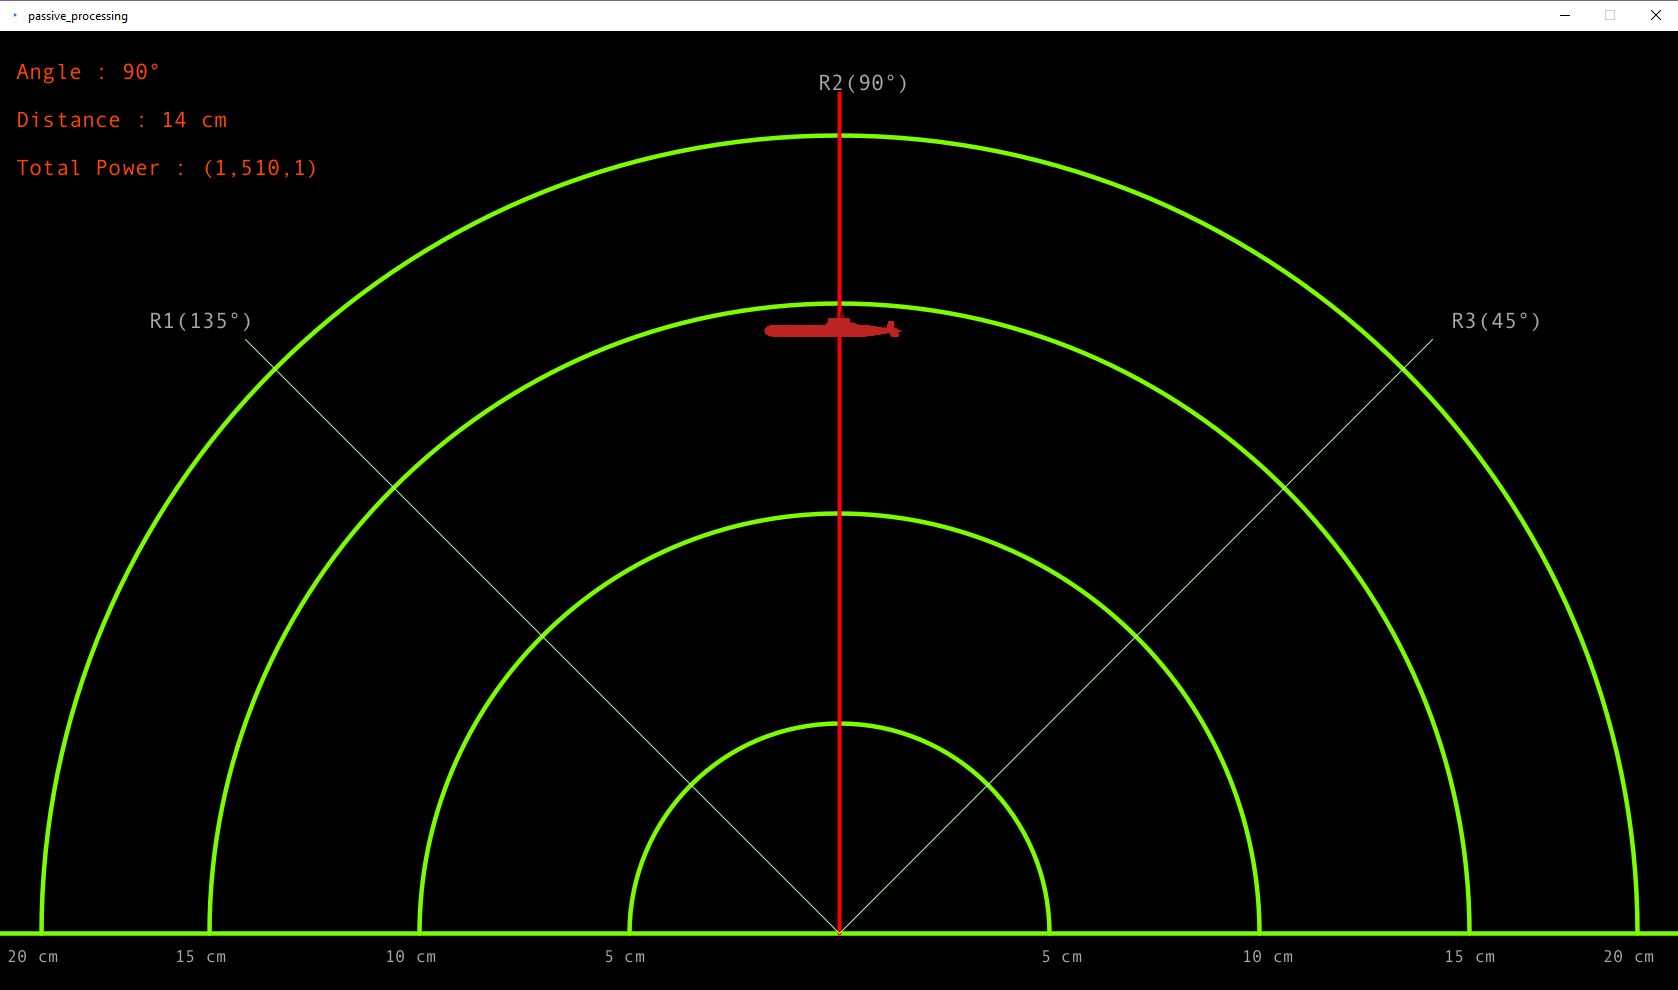 passive_processing
Angle : 90°
Distance : 14 cm
Total Power : (1,510,1)
R2(90°)
R1(135°)
R3(45°)
20 cm 15 cm 10 cm 5 cm 5 cm 10 cm 15 cm 20 cm